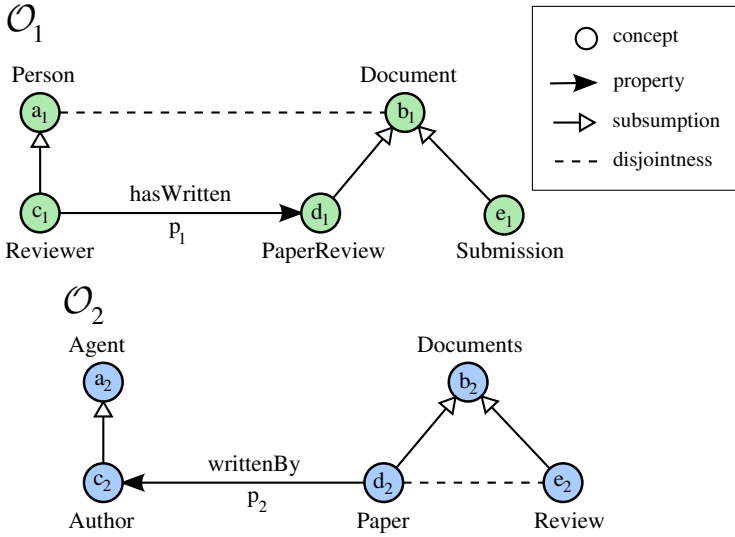 𝒪1
Person
Document
a1
b1
hasWritten
c1
d1
e1
p1
Reviewer
PaperReview
Submission
concept
property
subsumption
disjointness
𝒪2
Agent
Documents
a2
b2
writtenBy
c2
d2
e2
p2
Author
Paper
Review